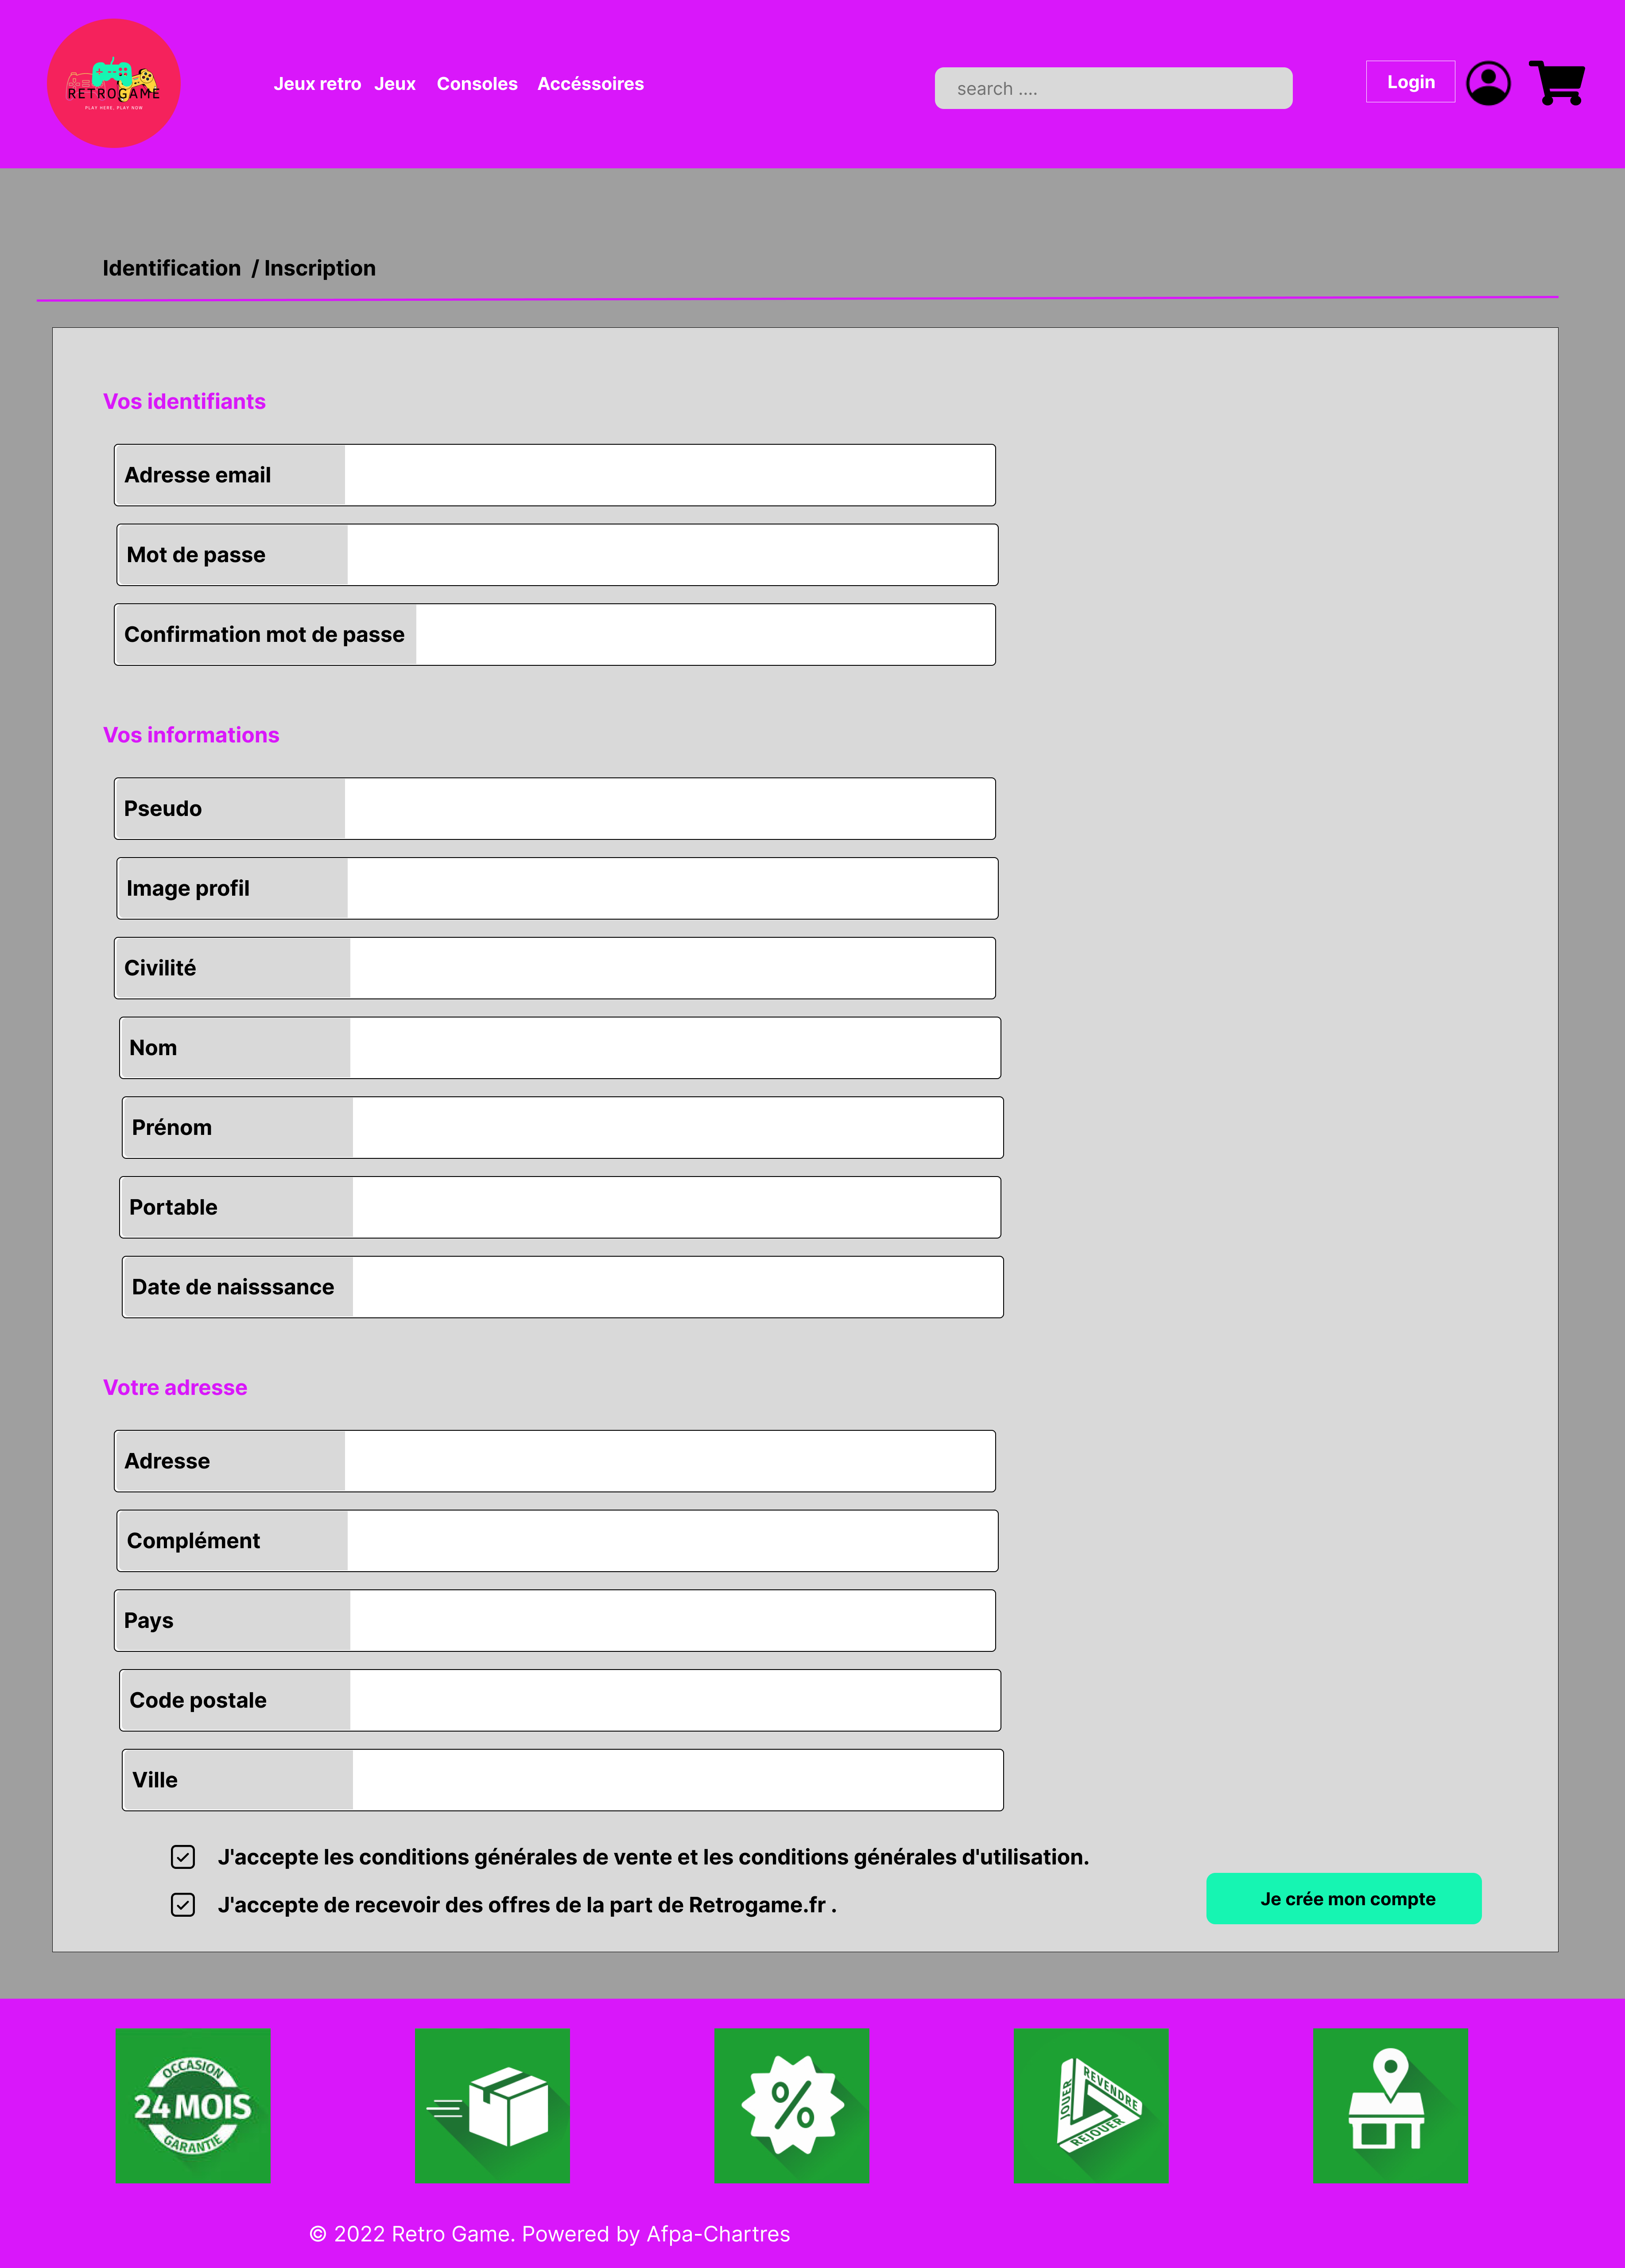 RETROGAME
PLAY HERE, PLAY NOW
Jeux retro Jeux Consoles Accéssoires
search ....
Login
Identification / Inscription
Vos identifiants
Adresse email
Mot de passe
Confirmation mot de passe
Vos informations
Pseudo
Image profil
Civilité
Nom
Prénom
Portable
Date de naisssance
Votre adresse
Adresse
Complément
Pays
Code postale
Ville
J'accepte les conditions générales de vente et les conditions générales d'utilisation.
J'accepte de recevoir des offres de la part de Retrogame.fr .
Je crée mon compte
OCCASION
24 MOIS
GARANTIE
%
JOUER
REVENDRE
REJOUER
© 2022 Retro Game. Powered by Afpa-Chartres